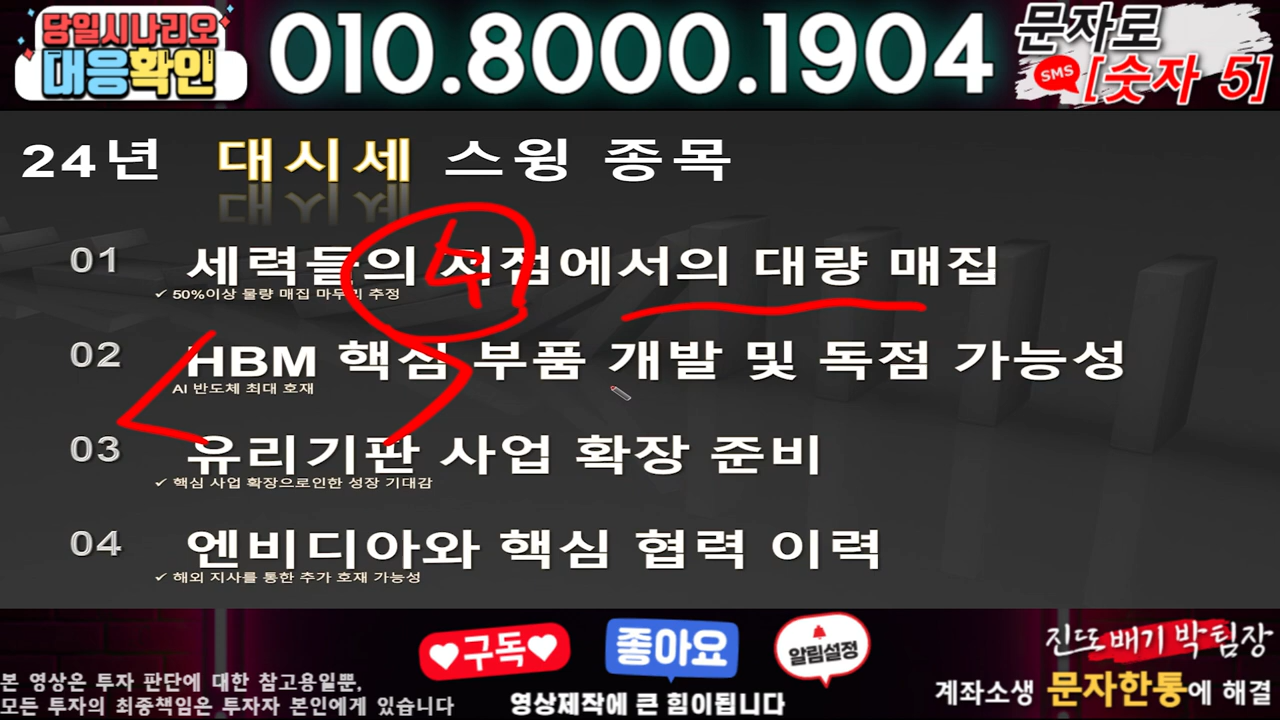 당일시나리오
대응확인
010.8000.1904
문자로
SMS
[숫자 5]
24년 대시세 스윙 종목
01 세력들의 저점에서의 대량 매집
✓ 50%이상 물량 매집 마무리 추정
02 HBM 핵심 부품 개발 및 독점 가능성
AI 반도체 최대 호재
03 유리기판 사업 확장 준비
✓ 핵심 사업 확장으로인한 성장 기대감
04 엔비디아와 핵심 협력 이력
✓ 해외 지사를 통한 추가 호재 가능성
구독
좋아요
알림설정
영상제작에 큰 힘이됩니다
본 영상은 투자 판단에 대한 참고용일뿐,
모든 투자의 최종책임은 투자자 본인에게 있습니다
진또배기 박팀장
계좌소생 문자한통에 해결